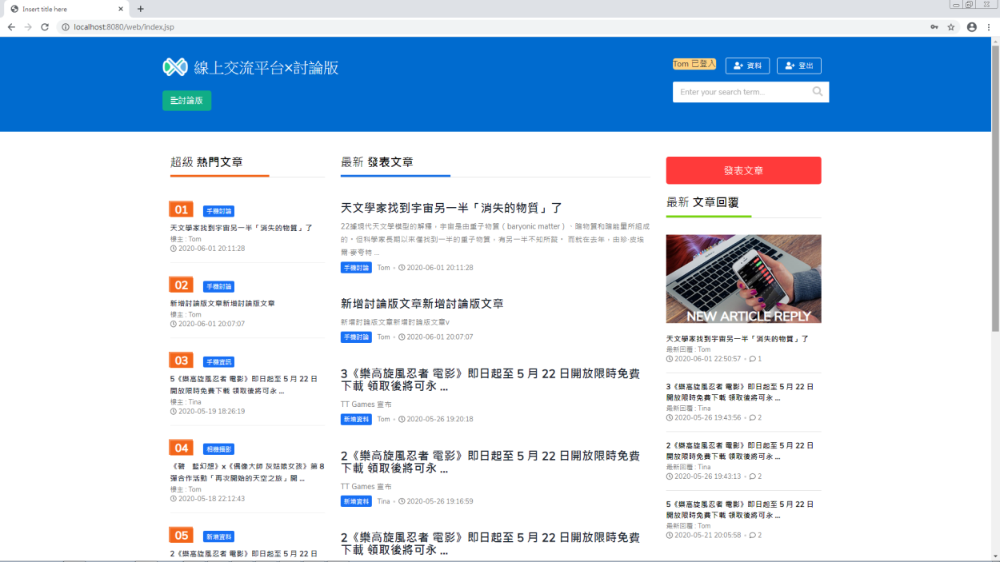 Insert title here
localhost:8080/web/index.jsp
線上交流平台×討論版
Tom 已登入
資料
登出
討論版
Enter your search term...
超級 熱門文章
01 手機討論
天文學家找到宇宙另一半「消失的物質」了
樓主 : Tom
2020-06-01 20:11:28
02 手機討論
新增討論版文章新增討論版文章
樓主 : Tom
2020-06-01 20:07:07
03 手機資訊
5《樂高旋風忍者 電影》即日起至 5 月 22 日
開放限時免費下載 領取後將可永 ...
樓主 : Tina
2020-05-19 18:26:19
04 相機攝影
《碧　藍幻想》x《偶像大師 灰姑娘女孩》第 8
彈合作活動「再次開始的天空之旅」開 ...
樓主 : Tom
2020-05-18 22:12:43
05 新增資料
2《樂高旋風忍者 電影》即日起至 5 月 22 日
最新 發表文章
天文學家找到宇宙另一半「消失的物質」了
22據現代天文學模型的解釋，宇宙是由重子物質（baryonic matter）、暗物質和暗能量所組成
的。但科學家長期以來僅找到一半的重子物質，有另一半不知所蹤。 而就在去年，由珍·皮埃
爾·麥夸特 ...
手機討論 Tom • 2020-06-01 20:11:28
新增討論版文章新增討論版文章
新增討論版文章新增討論版文章v
手機討論 Tom • 2020-06-01 20:07:07
3《樂高旋風忍者 電影》即日起至 5 月 22 日開放限時免費
下載 領取後將可永 ...
TT Games 宣布
新增資料 Tom • 2020-05-26 19:20:18
2《樂高旋風忍者 電影》即日起至 5 月 22 日開放限時免費
下載 領取後將可永 ...
TT Games 宣布
新增資料 Tina • 2020-05-26 19:16:59
2《樂高旋風忍者 電影》即日起至 5 月 22 日開放限時免費
下載 領取後將可永 ...
發表文章
最新 文章回覆
NEW ARTICLE REPLY
天文學家找到宇宙另一半「消失的物質」了
最新回覆 : Tom
2020-06-01 22:50:57 • 1
3《樂高旋風忍者 電影》即日起至 5 月 22 日
開放限時免費下載 領取後將可永 ...
最新回覆 : Tina
2020-05-26 19:43:56 • 2
2《樂高旋風忍者 電影》即日起至 5 月 22 日
開放限時免費下載 領取後將可永 ...
最新回覆 : Tina
2020-05-26 19:43:13 • 2
5《樂高旋風忍者 電影》即日起至 5 月 22 日
開放限時免費下載 領取後將可永 ...
最新回覆 : Tom
2020-05-21 20:05:58 • 2